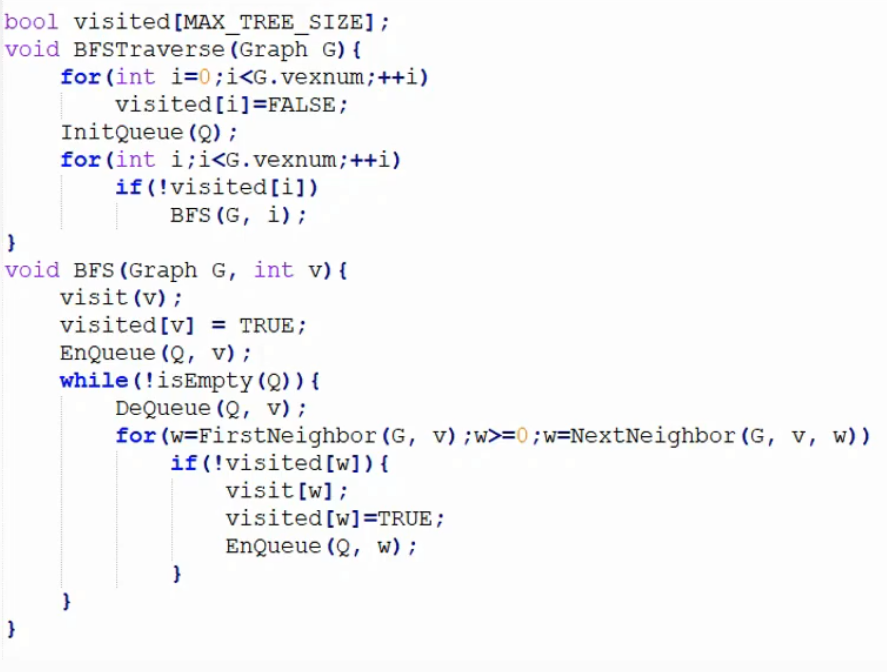 bool visited[MAX_TREE_SIZE];
void BFSTraverse(Graph G){
    for(int i=0;i<G.vexnum;++i)
        visited[i]=FALSE;
    InitQueue(Q);
    for(int i;i<G.vexnum;++i)
        if(!visited[i])
            BFS(G, i);
}
void BFS(Graph G, int v){
    visit(v);
    visited[v] = TRUE;
    EnQueue(Q, v);
    while(!isEmpty(Q)){
        DeQueue(Q, v);
        for(w=FirstNeighbor(G, v);w>=0;w=NextNeighbor(G, v, w))
            if(!visited[w]){
                visit[w];
                visited[w]=TRUE;
                EnQueue(Q, w);
            }
    }
}